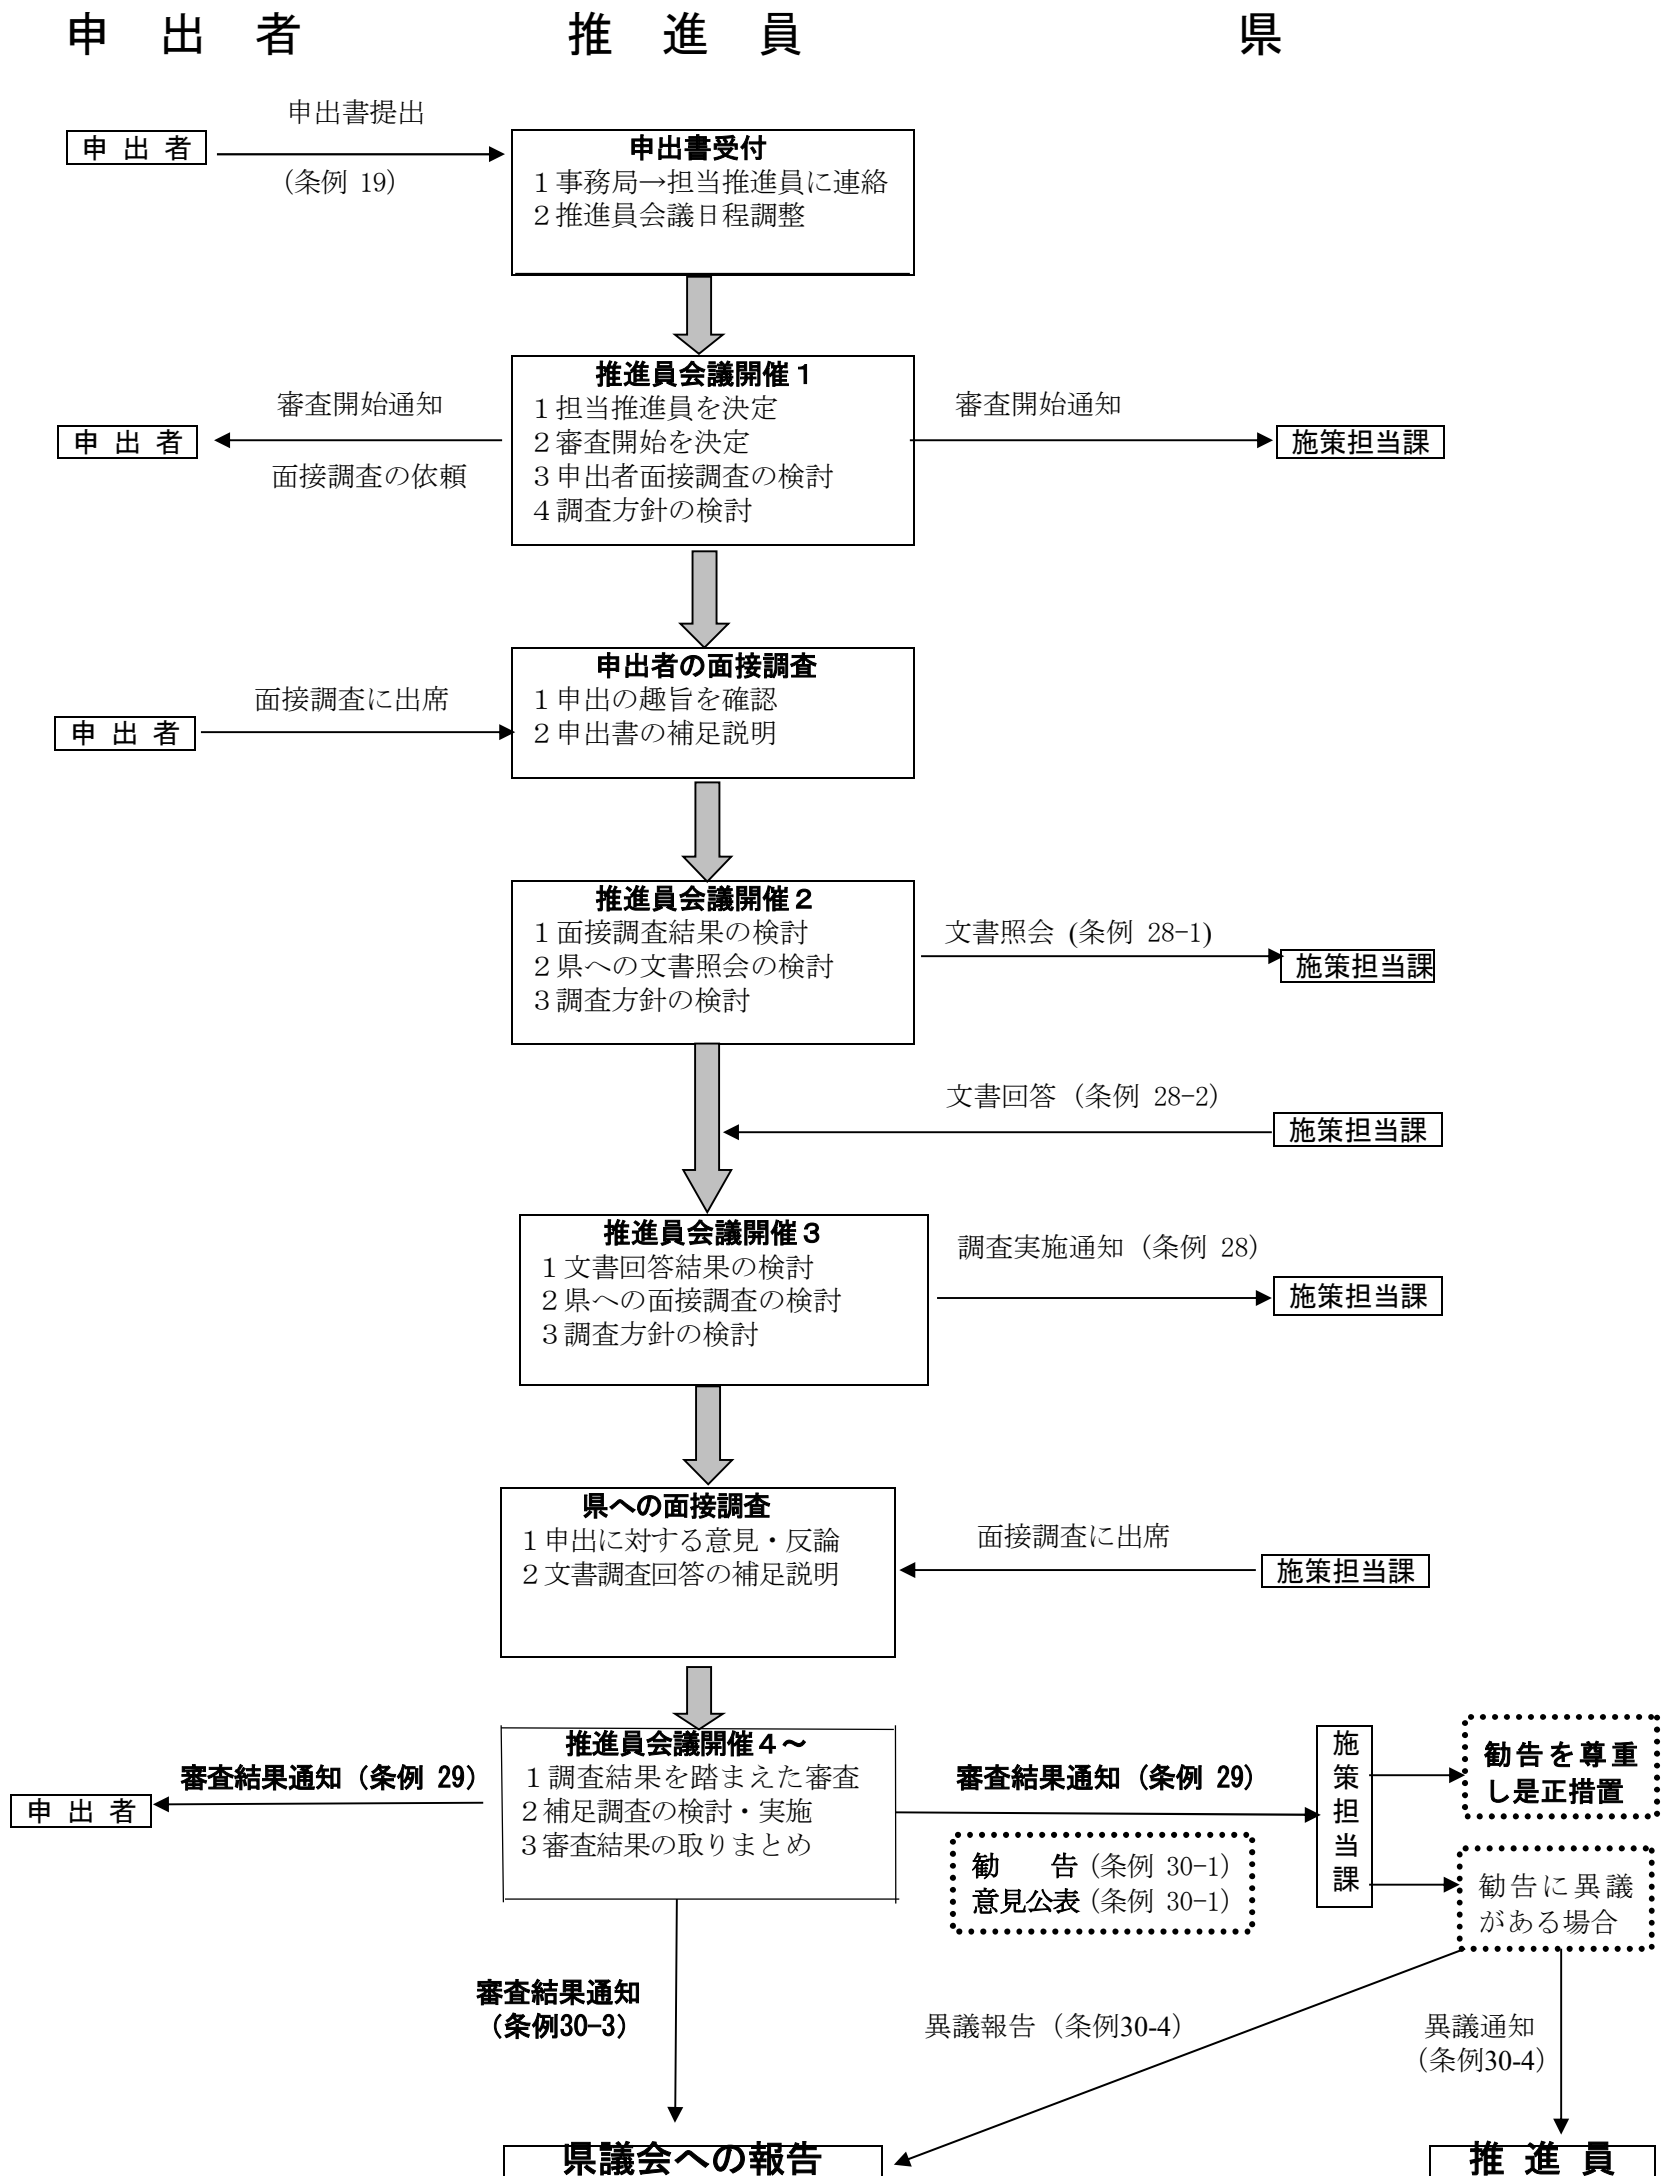 申　出　者　　推　進　員　　県
申出書提出
申 出 者
(条例 19)
申出書受付
１事務局→担当推進員に連絡
２推進員会議日程調整
推進員会議開催１
１担当推進員を決定
２審査開始を決定
３申出者面接調査の検討
４調査方針の検討
審査開始通知
申 出 者
面接調査の依頼
審査開始通知
施策担当課
申出者の面接調査
１申出の趣旨を確認
２申出書の補足説明
面接調査に出席
申 出 者
推進員会議開催２
１面接調査結果の検討
２県への文書照会の検討
３調査方針の検討
文書照会 (条例 28-1)
施策担当課
文書回答（条例 28-2）
施策担当課
推進員会議開催３
１文書回答結果の検討
２県への面接調査の検討
３調査方針の検討
調査実施通知（条例 28）
施策担当課
県への面接調査
１申出に対する意見・反論
２文書調査回答の補足説明
面接調査に出席
施策担当課
推進員会議開催４～
１調査結果を踏まえた審査
２補足調査の検討・実施
３審査結果の取りまとめ
審査結果通知（条例 29）
申 出 者
審査結果通知（条例 29）
勧　　告（条例 30-1）
意見公表（条例 30-1）
施策担当課
勧告を尊重
し是正措置
勧告に異議
がある場合
審査結果通知
（条例30-3）
異議報告（条例30-4）
異議通知
（条例30-4）
県議会への報告
推 進 員